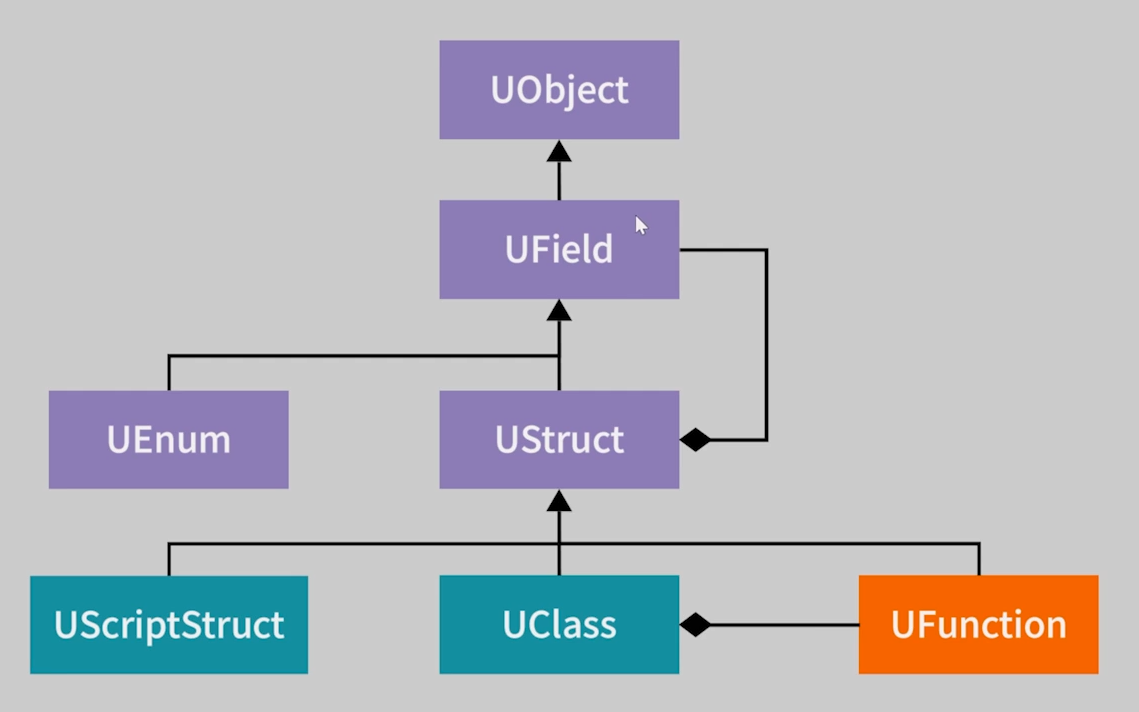 UObject
UField
UEnum
UStruct
UScriptStruct
UClass
UFunction